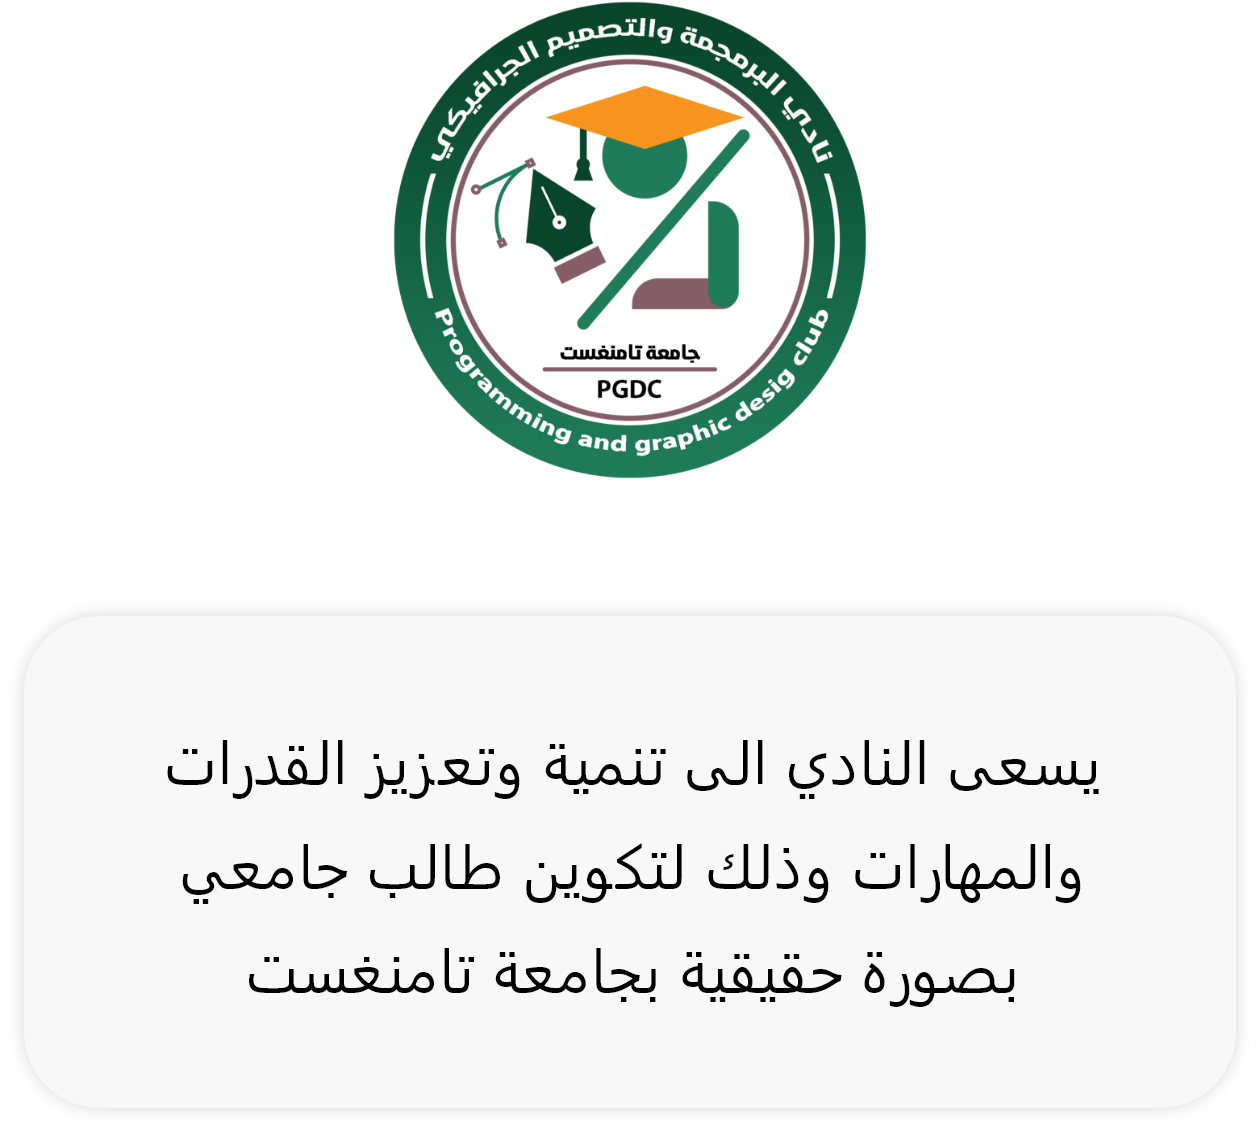 نادي البرمجمة والتصميم الجرافيكي
جامعة تامنغست
PGDC
Programming and graphic desig club
يسعى النادي الى تنمية وتعزيز القدرات
والمهارات وذلك لتكوين طالب جامعي
بصورة حقيقية بجامعة تامنغست